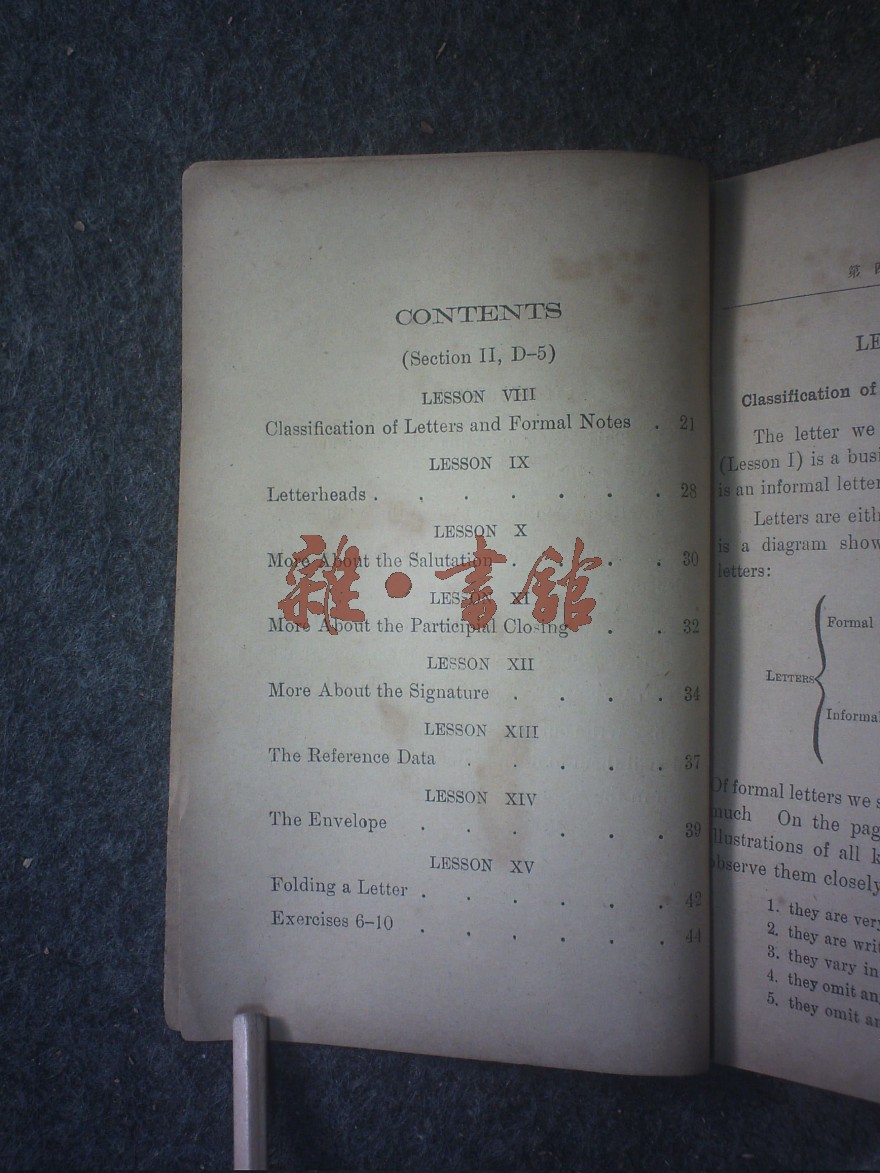 CONTENTS
(Section II, D–5)
LESSON VIII
Classification of Letters and Formal Notes . 21
LESSON IX
Letterheads . . . . . . . 28
LESSON X
More About the Salutation . . . . 30
LESSON XI
More About the Participial Closing . . 32
LESSON XII
More About the Signature . . . . 34
LESSON XIII
The Reference Data . . . . . 37
LESSON XIV
The Envelope . . . . . . 39
LESSON XV
Folding a Letter . . . . . . 42
Exercises 6–10 . . . . . . 44
雜·書館
第
LE
Classification of
The letter we
(Lesson I) is a busi
is an informal letter
Letters are eith
is a diagram show
letters:
Formal
LETTERS
Informal
Of formal letters we s
much On the pag
illustrations of all k
observe them closely
1. they are very
2. they are writ
3. they vary in
4. they omit an
5. they omit ar